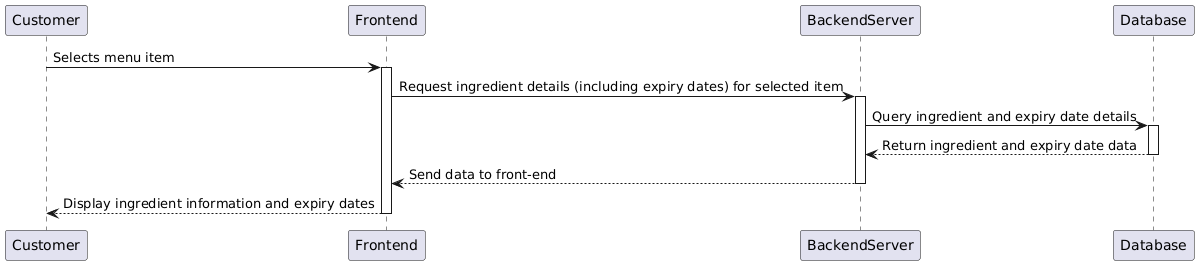 Customer
Frontend
BackendServer
Database
Selects menu item
Request ingredient details (including expiry dates) for selected item
Query ingredient and expiry date details
Return ingredient and expiry date data
Send data to front-end
Display ingredient information and expiry dates
Customer
Frontend
BackendServer
Database